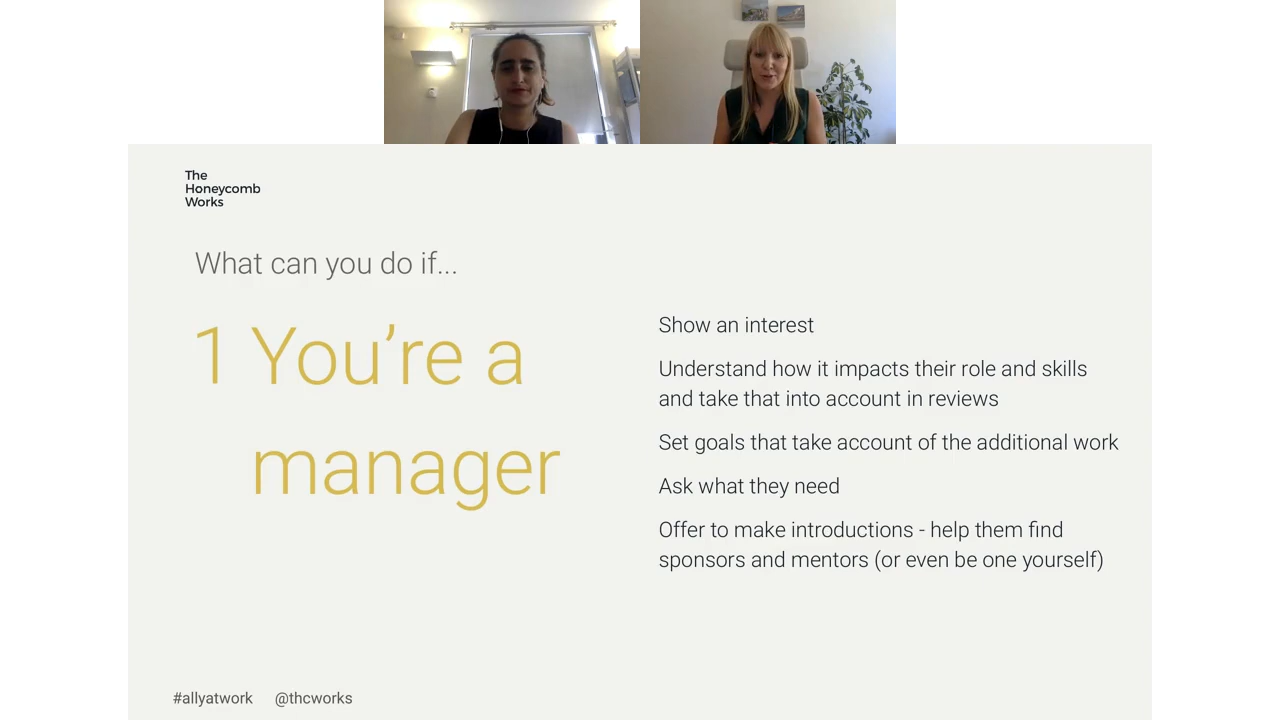 The
Honeycomb
Works
What can you do if...
1 You’re a
manager
Show an interest
Understand how it impacts their role and skills
and take that into account in reviews
Set goals that take account of the additional work
Ask what they need
Offer to make introductions - help them find
sponsors and mentors (or even be one yourself)
#allyatwork @thcworks